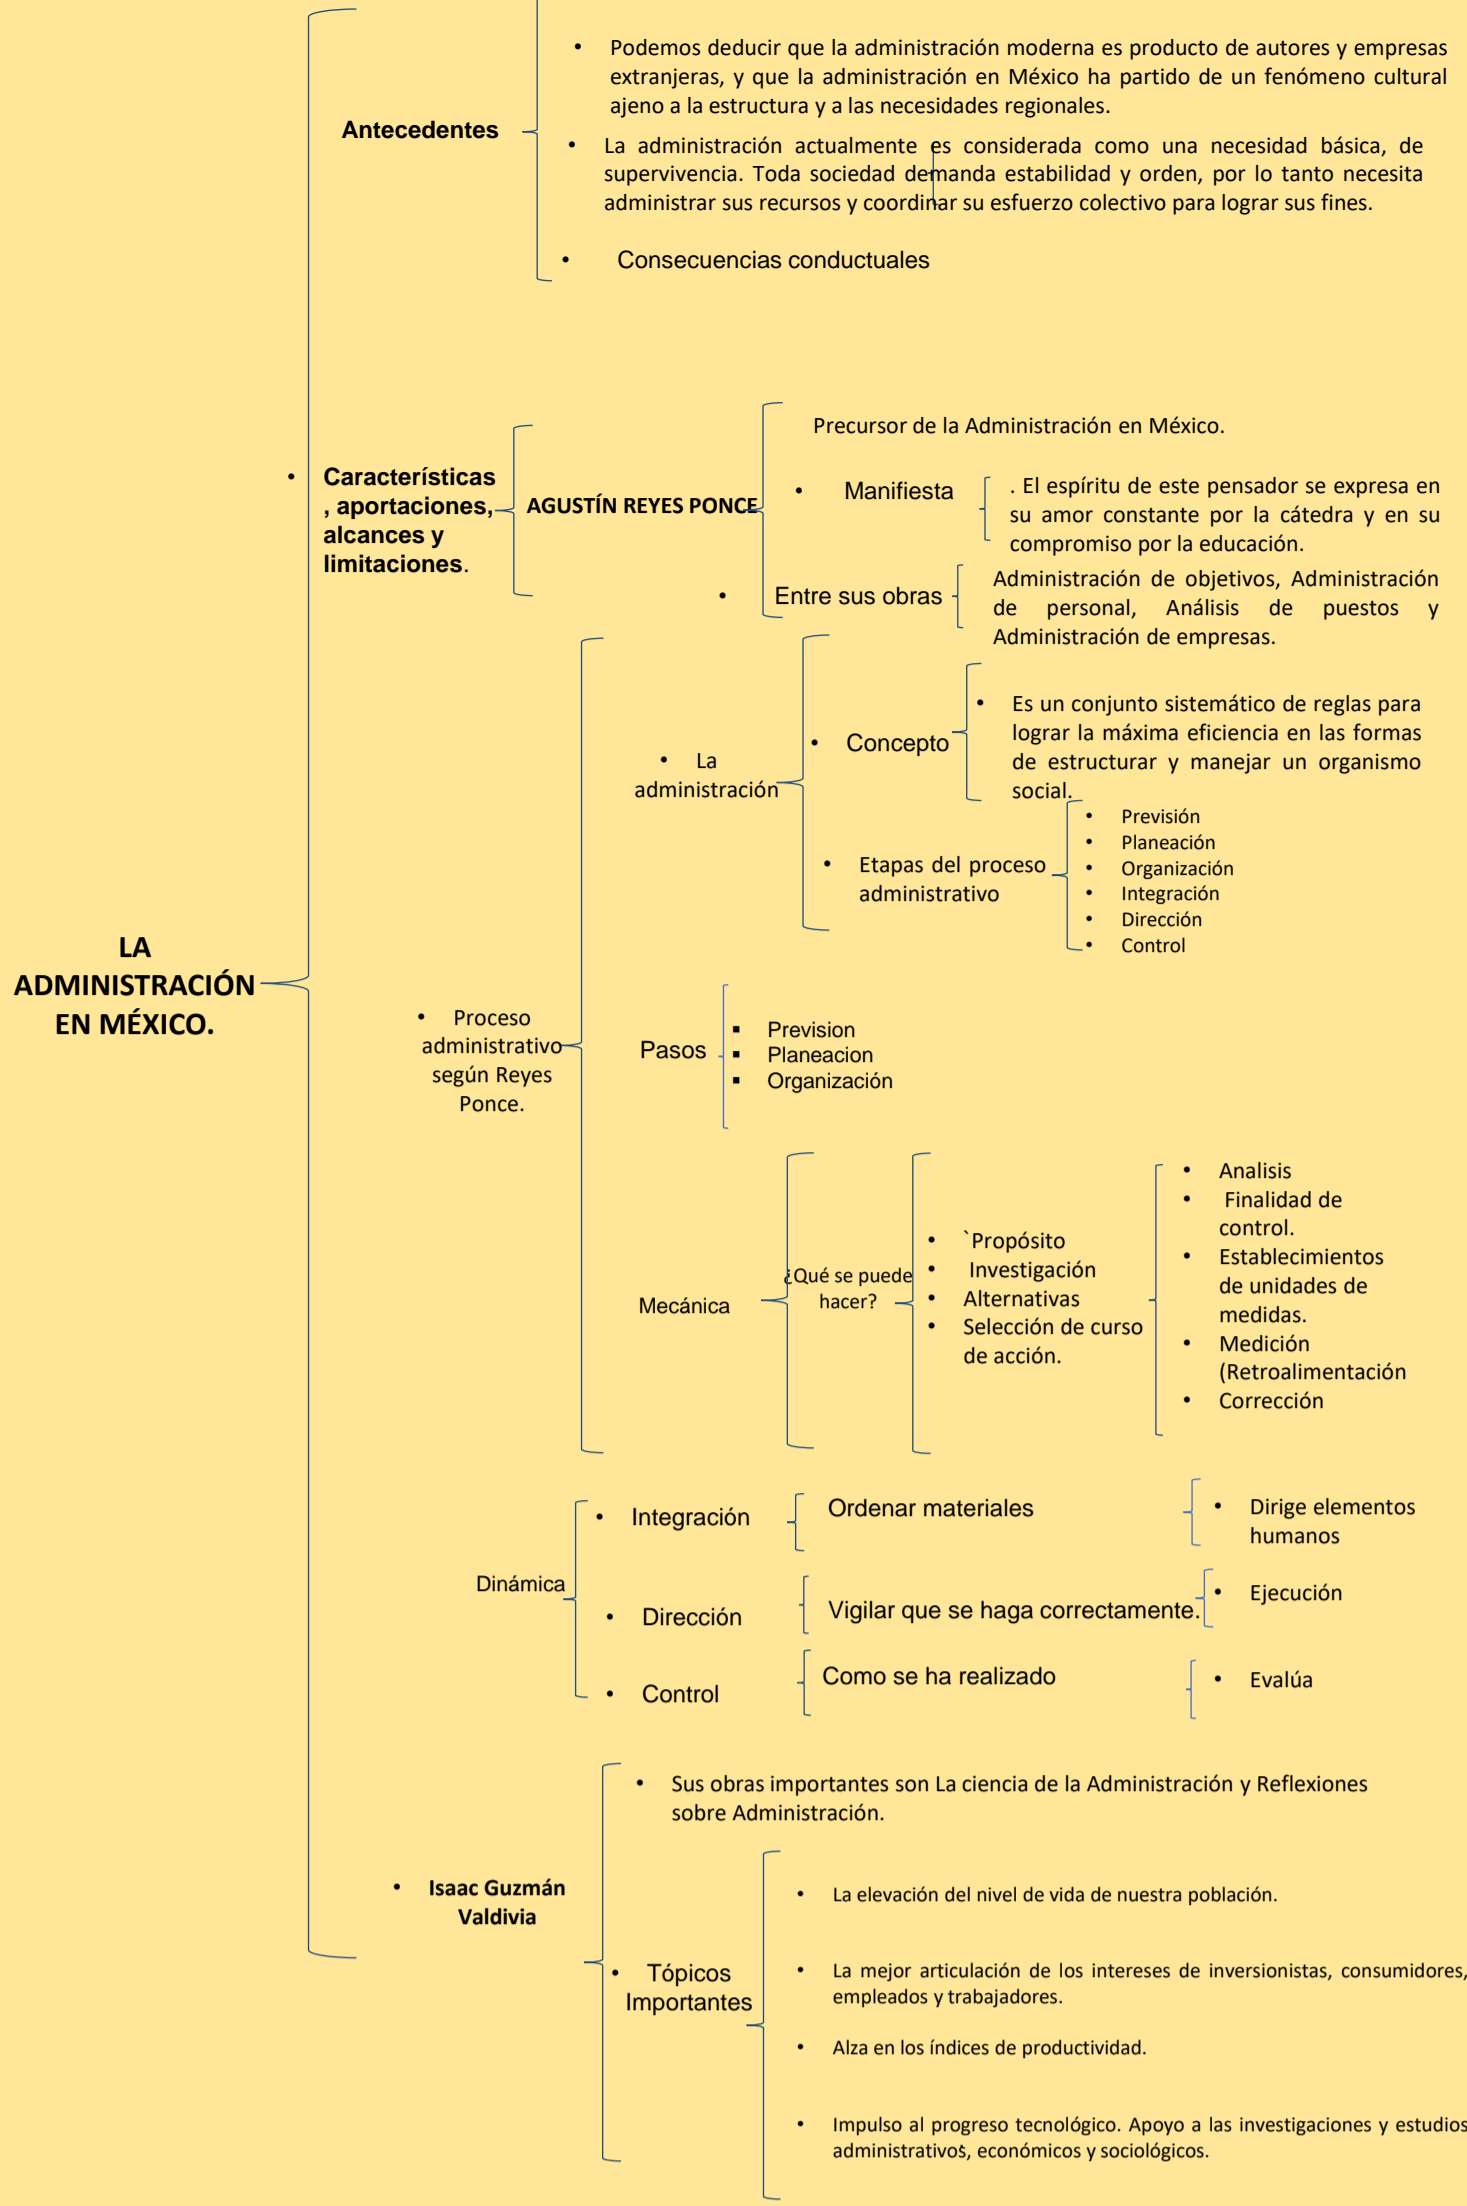 • Podemos deducir que la administración moderna es producto de autores y empresas
extranjeras, y que la administración en México ha partido de un fenómeno cultural
ajeno a la estructura y a las necesidades regionales.
Antecedentes
• La administración actualmente es considerada como una necesidad básica, de
supervivencia. Toda sociedad demanda estabilidad y orden, por lo tanto necesita
administrar sus recursos y coordinar su esfuerzo colectivo para lograr sus fines.
• Consecuencias conductuales
• Características
, aportaciones,
alcances y
limitaciones.
AGUSTÍN REYES PONCE
Precursor de la Administración en México.
• Manifiesta
. El espíritu de este pensador se expresa en
su amor constante por la cátedra y en su
compromiso por la educación.
• Entre sus obras
Administración de objetivos, Administración
de personal, Análisis de puestos y
Administración de empresas.
LA
ADMINISTRACIÓN
EN MÉXICO.
• Proceso
administrativo
según Reyes
Ponce.
• La
administración
• Concepto
• Es un conjunto sistemático de reglas para
lograr la máxima eficiencia en las formas
de estructurar y manejar un organismo
social.
• Etapas del proceso
administrativo
• Previsión
• Planeación
• Organización
• Integración
• Dirección
• Control
Pasos
▪ Prevision
▪ Planeacion
▪ Organización
Mecánica
¿Qué se puede
hacer?
• `Propósito
• Investigación
• Alternativas
• Selección de curso
de acción.
• Analisis
• Finalidad de
control.
• Establecimientos
de unidades de
medidas.
• Medición
(Retroalimentación
• Corrección
Dinámica
• Integración
Ordenar materiales
• Dirige elementos
humanos
• Dirección
Vigilar que se haga correctamente.
• Ejecución
• Control
Como se ha realizado
• Evalúa
• Isaac Guzmán
Valdivia
• Sus obras importantes son La ciencia de la Administración y Reflexiones
sobre Administración.
• Tópicos
Importantes
• La elevación del nivel de vida de nuestra población.
• La mejor articulación de los intereses de inversionistas, consumidores,
empleados y trabajadores.
• Alza en los índices de productividad.
• Impulso al progreso tecnológico. Apoyo a las investigaciones y estudios
administrativos, económicos y sociológicos.